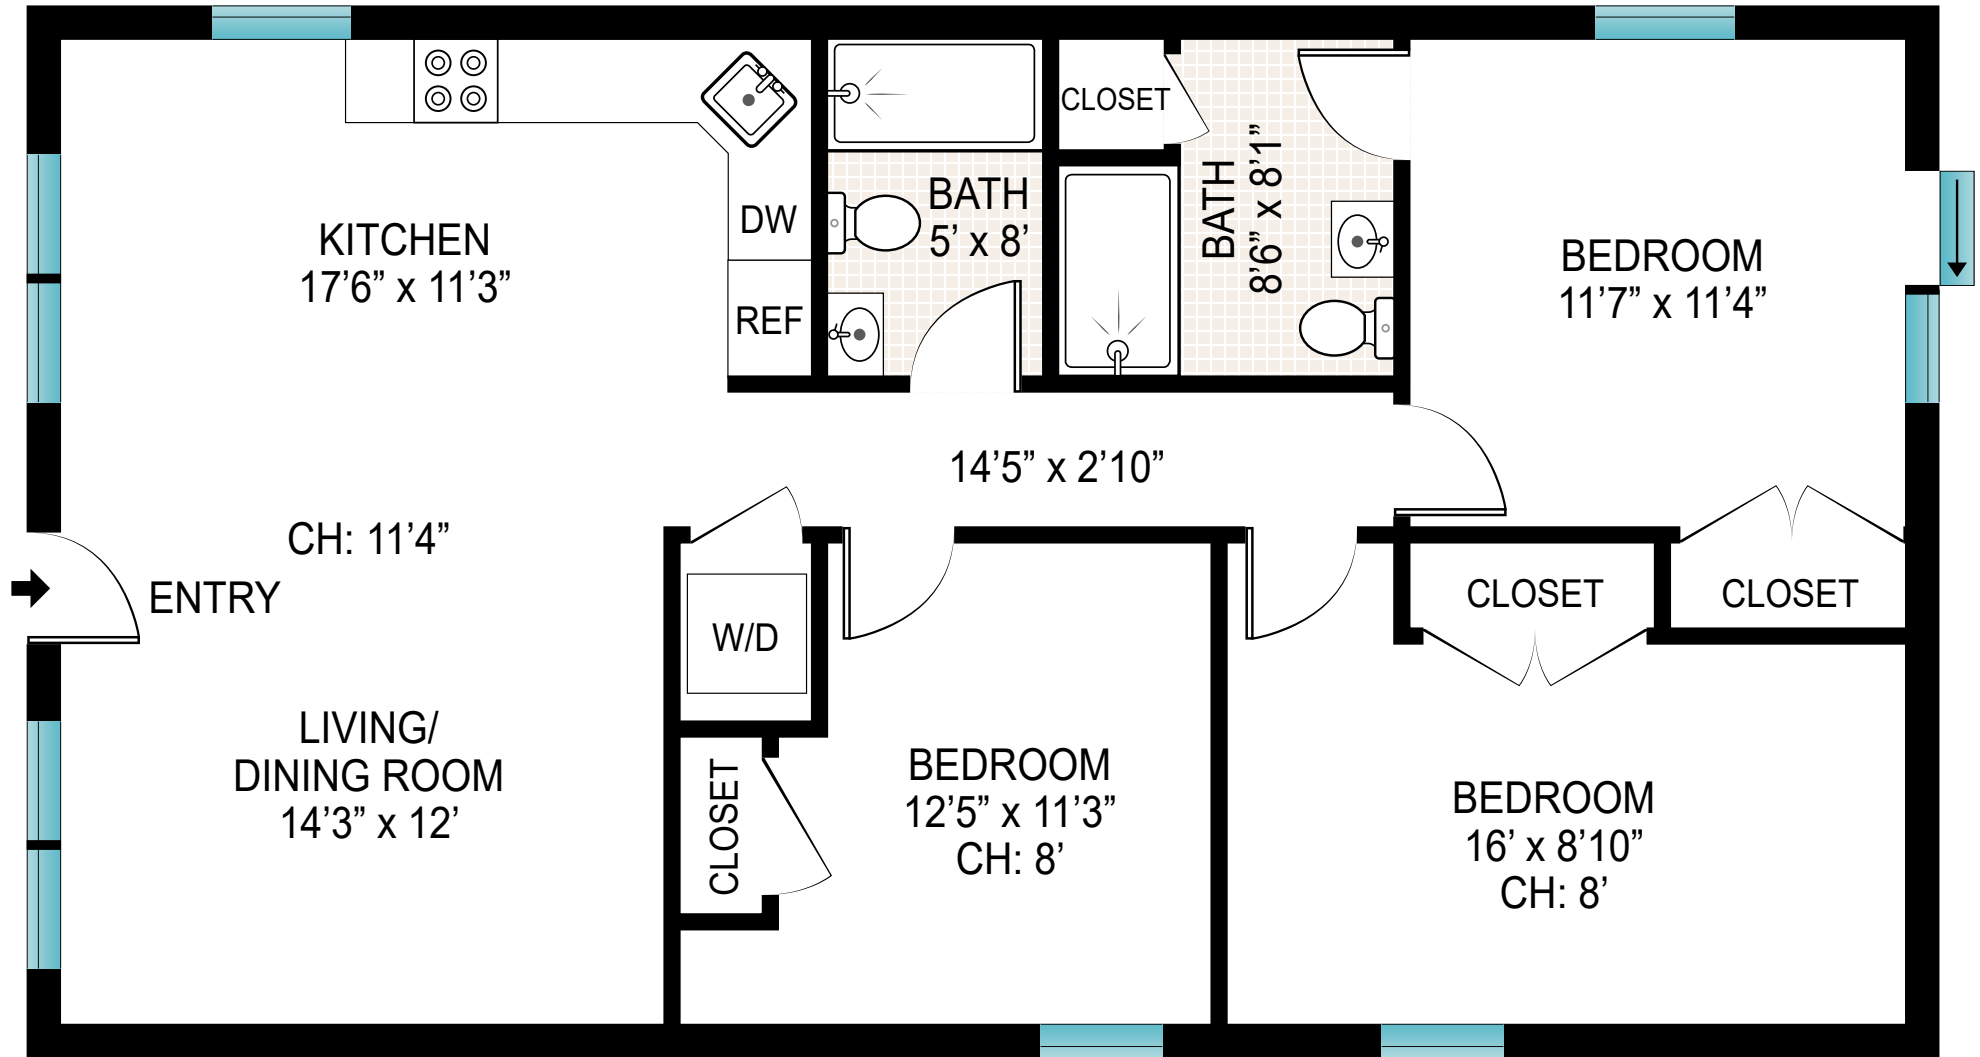 KITCHEN
17’6” x 11’3”
DW
REF
BATH
5’ x 8’
CLOSET
BATH
8’6” x 8’1”
BEDROOM
11’7” x 11’4”
14’5” x 2’10”
CH: 11’4”
ENTRY
W/D
CLOSET
CLOSET
LIVING/
DINING ROOM
14’3” x 12’
CLOSET
BEDROOM
12’5” x 11’3”
CH: 8’
BEDROOM
16’ x 8’10”
CH: 8’